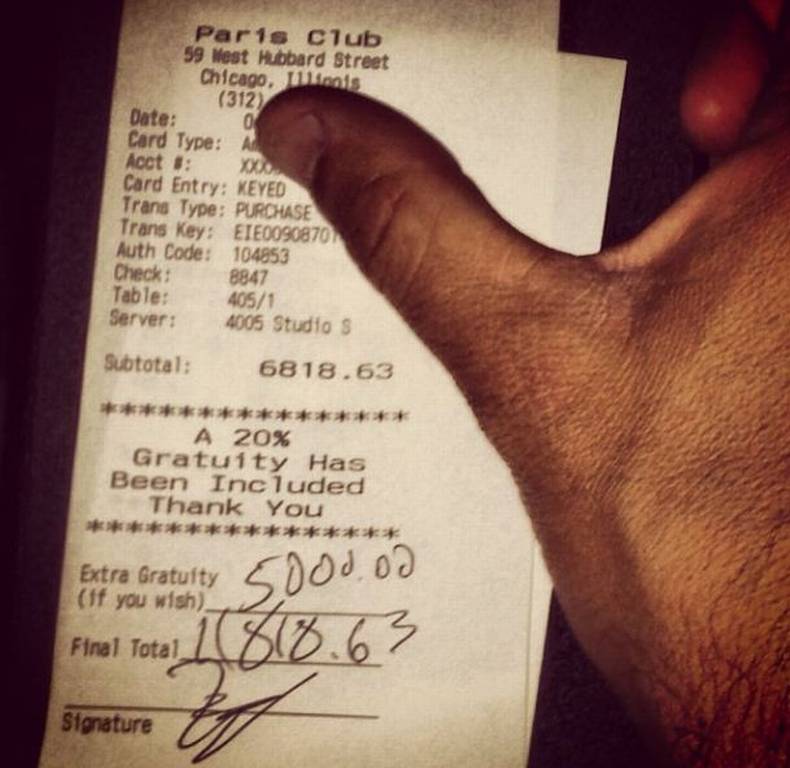 Paris Club
59 West Hubbard Street
Chicago, Illinois
(312)
Date:
Card Type:
Acct #:
Card Entry: KEYED
Trans Type: PURCHASE
Trans Key: EIE00908701
Auth Code: 104853
Check: 8847
Table: 405/1
Server: 4005 Studio S
Subtotal: 6818.63
****************
A 20%
Gratuity Has
Been Included
Thank You
****************
Extra Gratuity 5000.00
(if you wish)
Final Total 11818.63
Signature